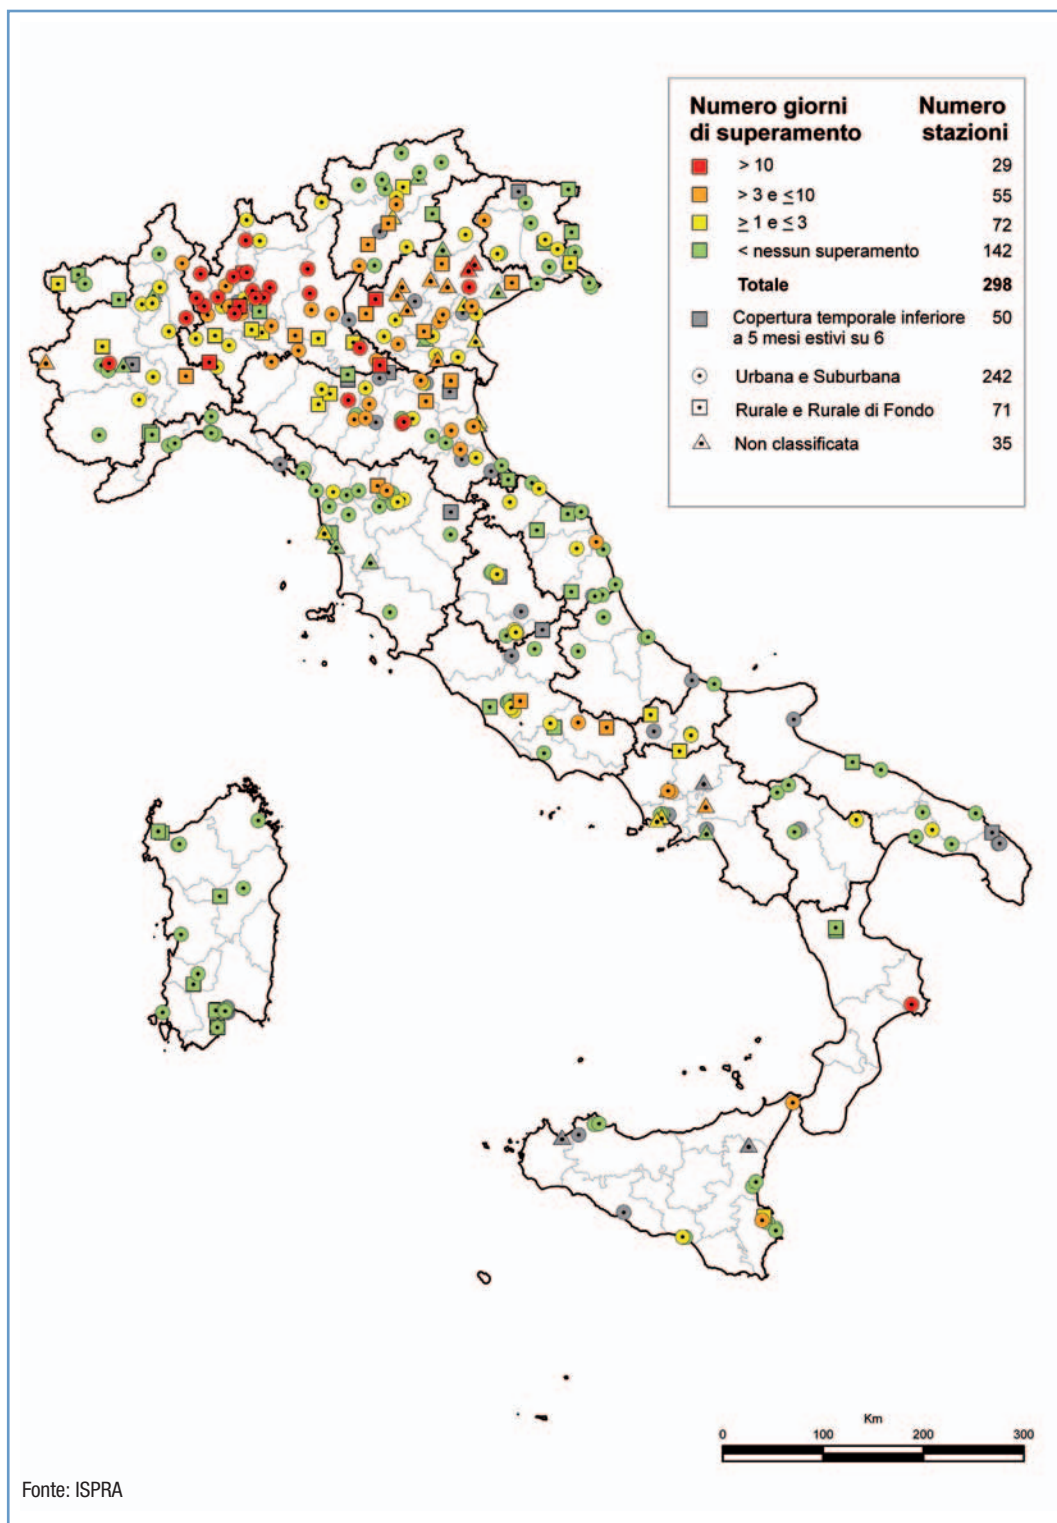 Numero giorni Numero
di superamento stazioni
> 10 29
> 3 e ≤10 55
≥ 1 e ≤ 3 72
< nessun superamento 142
Totale 298
Copertura temporale inferiore 50
a 5 mesi estivi su 6
Urbana e Suburbana 242
Rurale e Rurale di Fondo 71
Non classificata 35
Km
0 100 200 300
Fonte: ISPRA